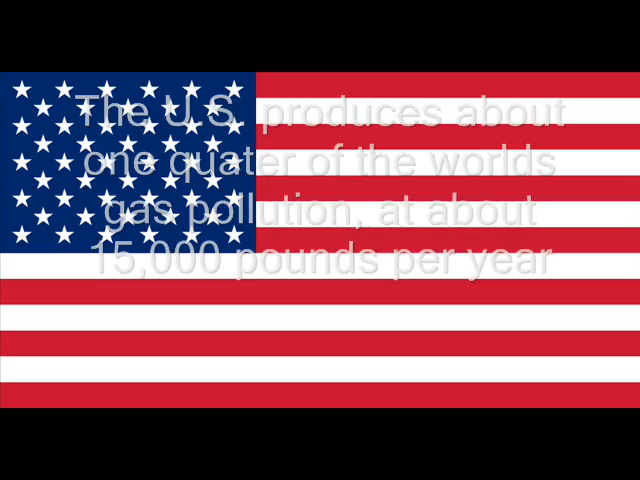 The U.S. produces about
one quater of the worlds
gas pollution, at about
15,000 pounds per year